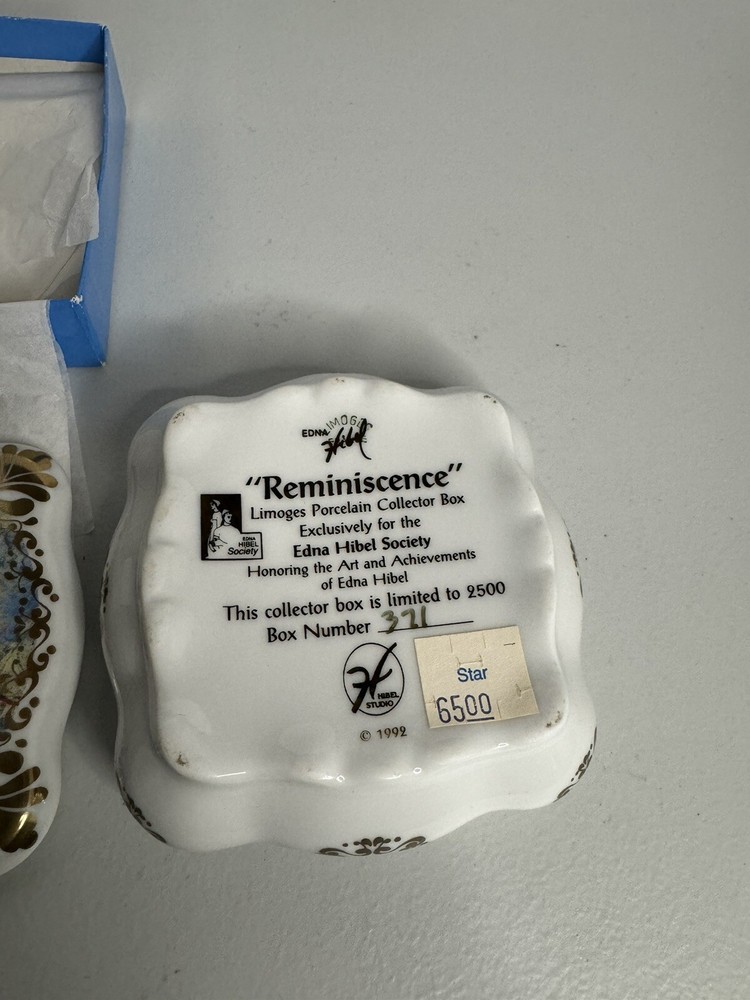 LIMOGES
EDNA
Hibel
“Reminiscence”
Limoges Porcelain Collector Box
Exclusively for the
Edna Hibel Society
Honoring the Art and Achievements
of Edna Hibel
EDNA
HIBEL
Society
This collector box is limited to 2500
Box Number 371
H
HIBEL
STUDIO
© 1992
Star
6500